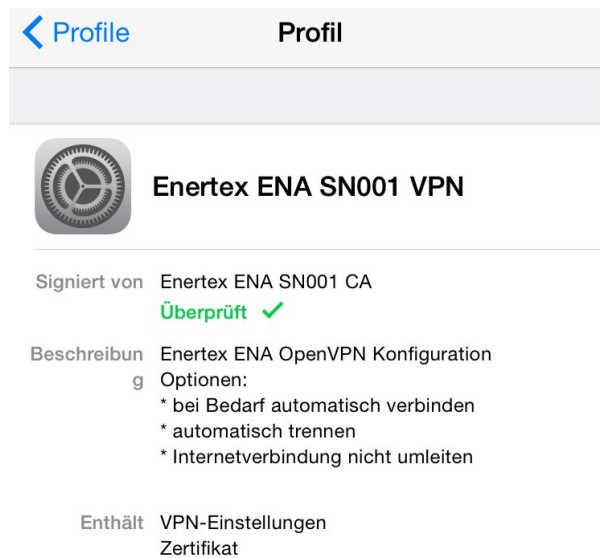 Profile
Profil
Enertex ENA SN001 VPN
Signiert von Enertex ENA SN001 CA
Überprüft
Beschreibun Enertex ENA OpenVPN Konfiguration
g Optionen:
* bei Bedarf automatisch verbinden
* automatisch trennen
* Internetverbindung nicht umleiten
Enthält VPN-Einstellungen
Zertifikat